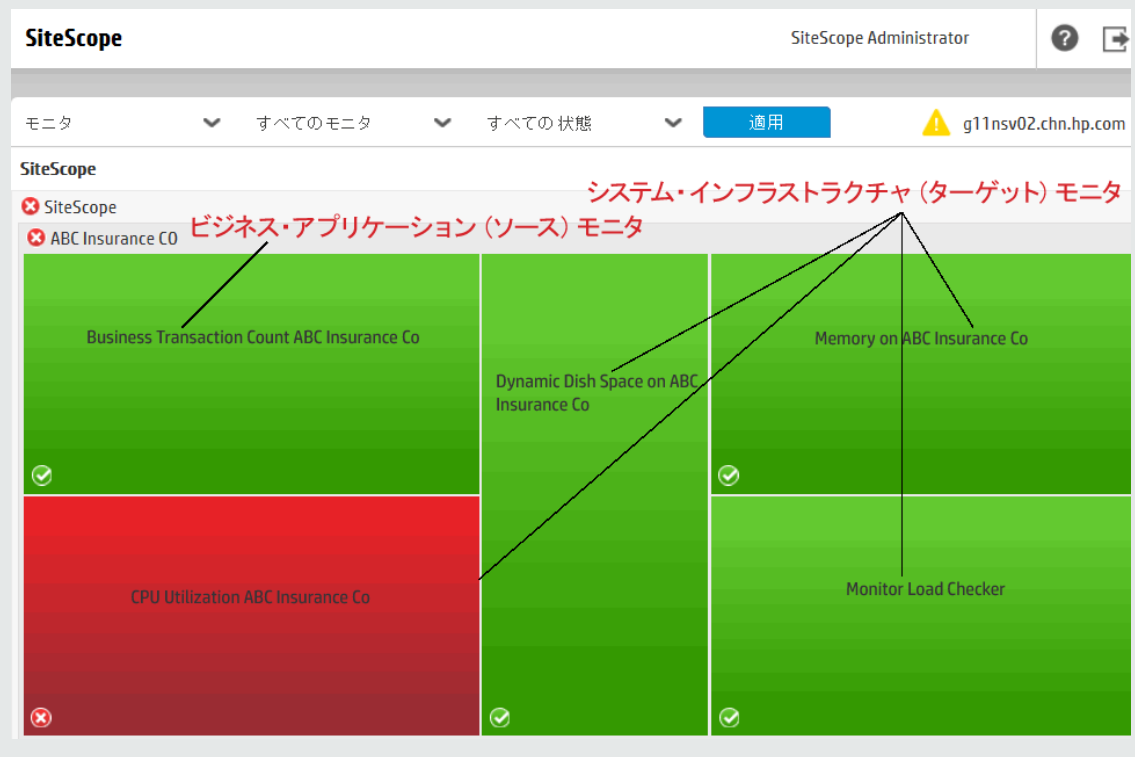 SiteScope
SiteScope Administrator
モニタ
すべてのモニタ
すべての状態
適用
g11nsv02.chn.hp.com
SiteScope
SiteScope
システム・インフラストラクチャ (ターゲット) モニタ
ABC Insurance CO
ビジネス・アプリケーション (ソース) モニタ
Business Transaction Count ABC Insurance Co
Dynamic Dish Space on ABC
Insurance Co
Memory on ABC Insurance Co
CPU Utilization ABC Insurance Co
Monitor Load Checker